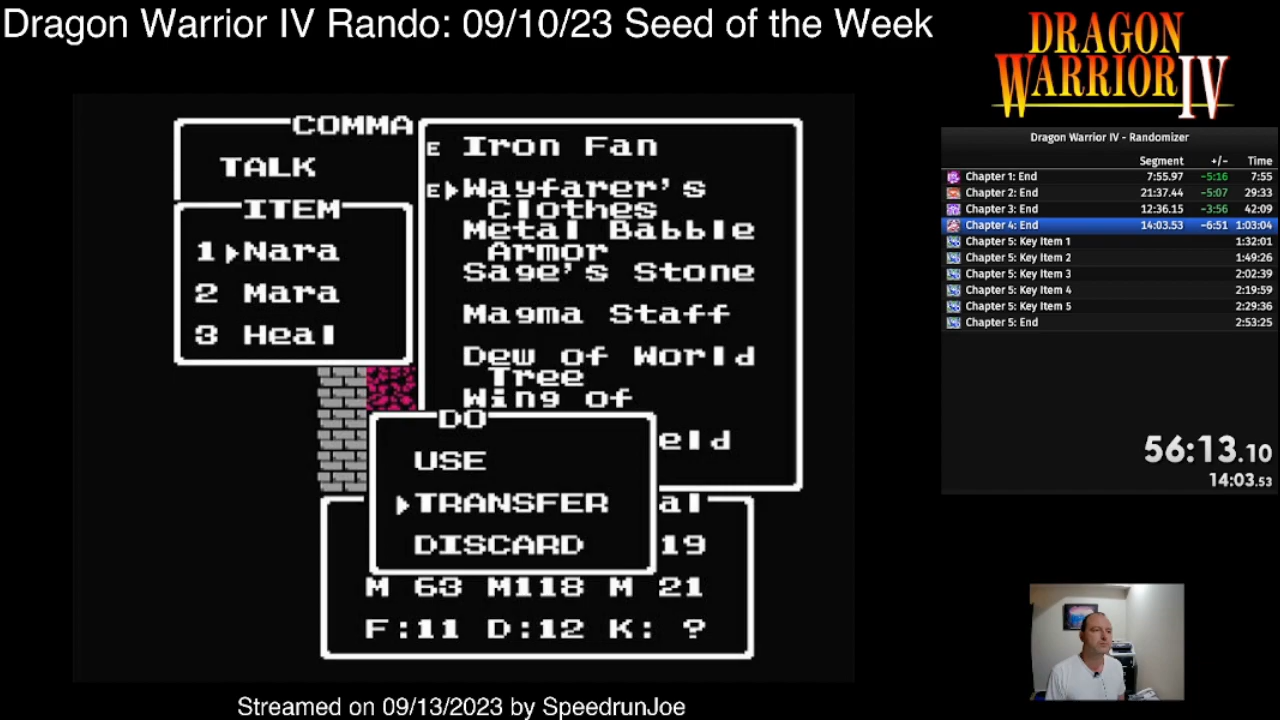 Dragon Warrior IV Rando: 09/10/23 Seed of the Week
DRAGON
WARRIOR IV
COMMA
TALK
ITEM
1 Nara
2 Mara
3 Heal
E Iron Fan
E Wayfarer's
Clothes
Metal Babble
Armor
Sage's Stone
Magma Staff
Dew of World
Tree
Wing of
eld
DO
USE
TRANSFER
DISCARD
al
19
M 63 M118 M 21
F:11 D:12 K: ?
Dragon Warrior IV - Randomizer
Segment +/- Time
Chapter 1: End 7:55.97 -5:16 7:55
Chapter 2: End 21:37.44 -5:07 29:33
Chapter 3: End 12:36.15 -3:56 42:09
Chapter 4: End 14:03.53 -6:51 1:03:04
Chapter 5: Key Item 1 1:32:01
Chapter 5: Key Item 2 1:49:26
Chapter 5: Key Item 3 2:02:39
Chapter 5: Key Item 4 2:19:59
Chapter 5: Key Item 5 2:29:36
Chapter 5: End 2:53:25
56:13.10
14:03.53
Streamed on 09/13/2023 by SpeedrunJoe